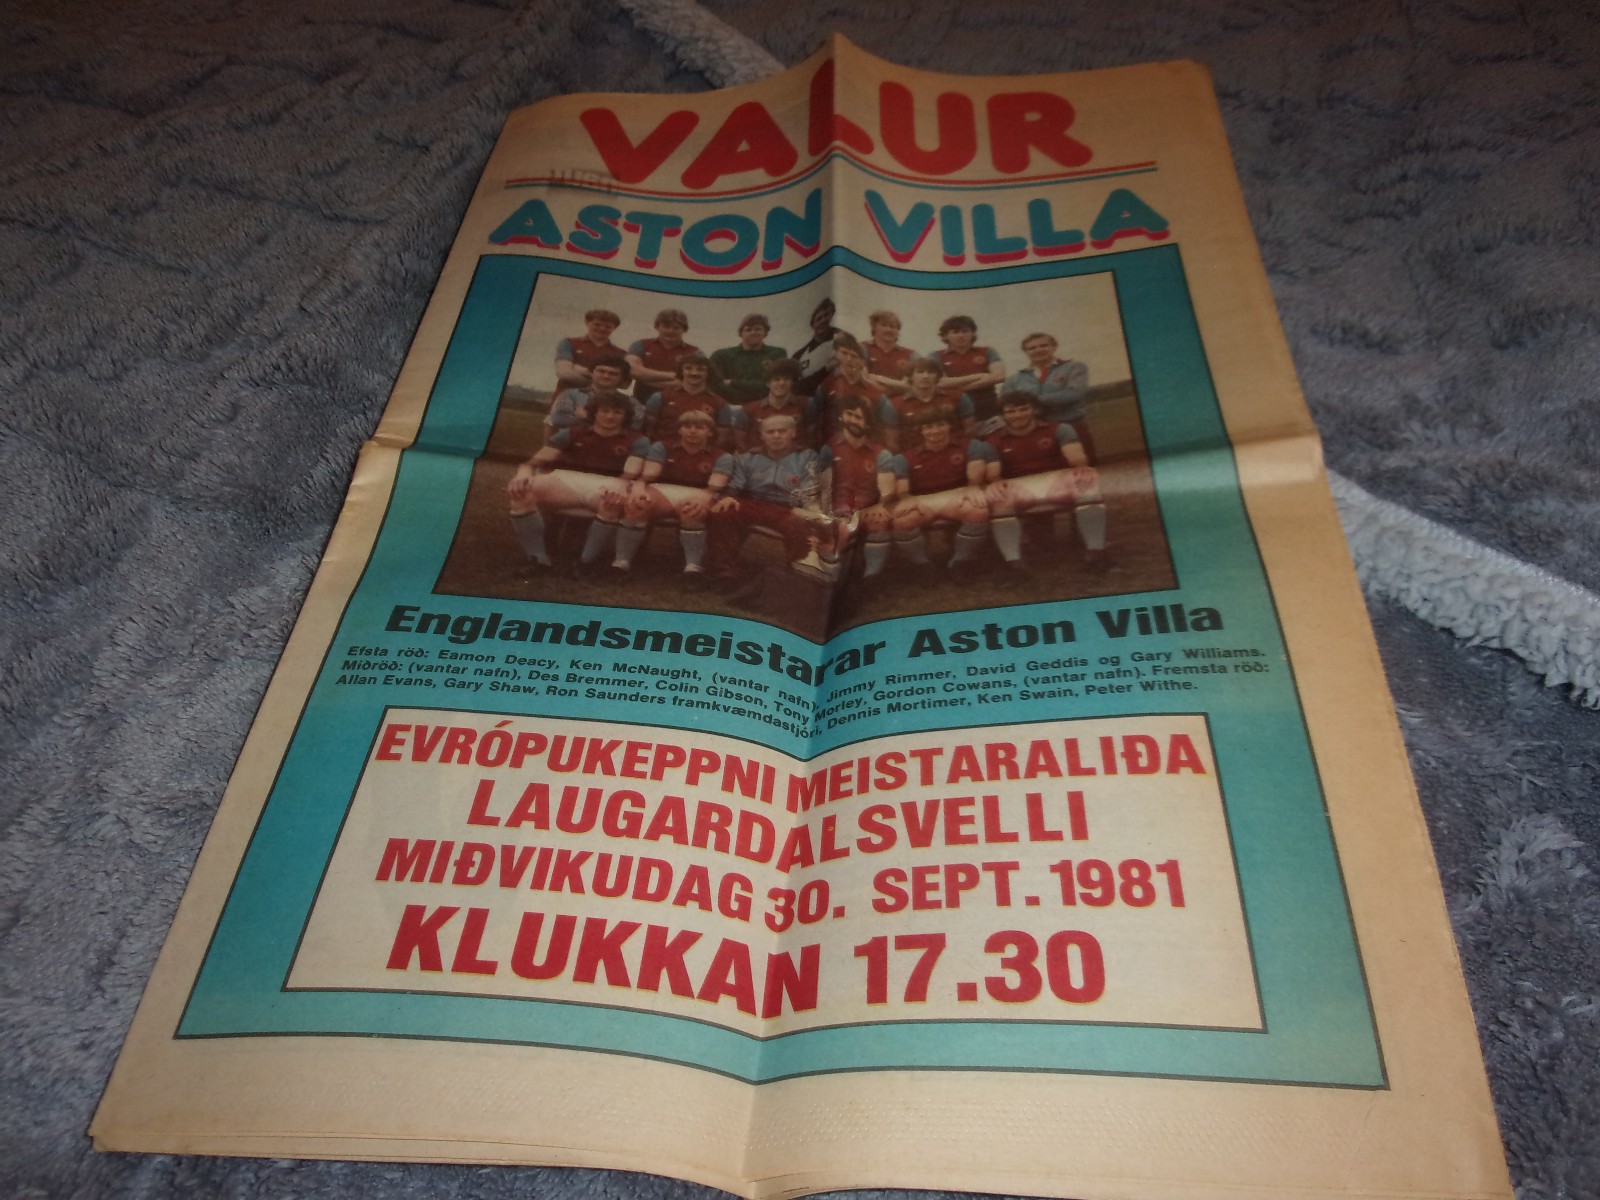 VALUR
ASTON VILLA
Englandsmeistarar Aston Villa
Efsta röð: Eamon Deacy, Ken McNaught, (vantar nafn), Jimmy Rimmer, David Geddis og Gary Williams.
Miðröð: (vantar nafn), Des Bremmer, Colin Gibson, Tony Morley, Gordon Cowans, (vantar nafn). Fremsta röð:
Allan Evans, Gary Shaw, Ron Saunders framkvæmdastjóri, Dennis Mortimer, Ken Swain, Peter Withe.
EVRÓPUKEPPNI MEISTARALIÐA
LAUGARDALSVELLI
MIÐVIKUDAG 30. SEPT. 1981
KLUKKAN 17.30